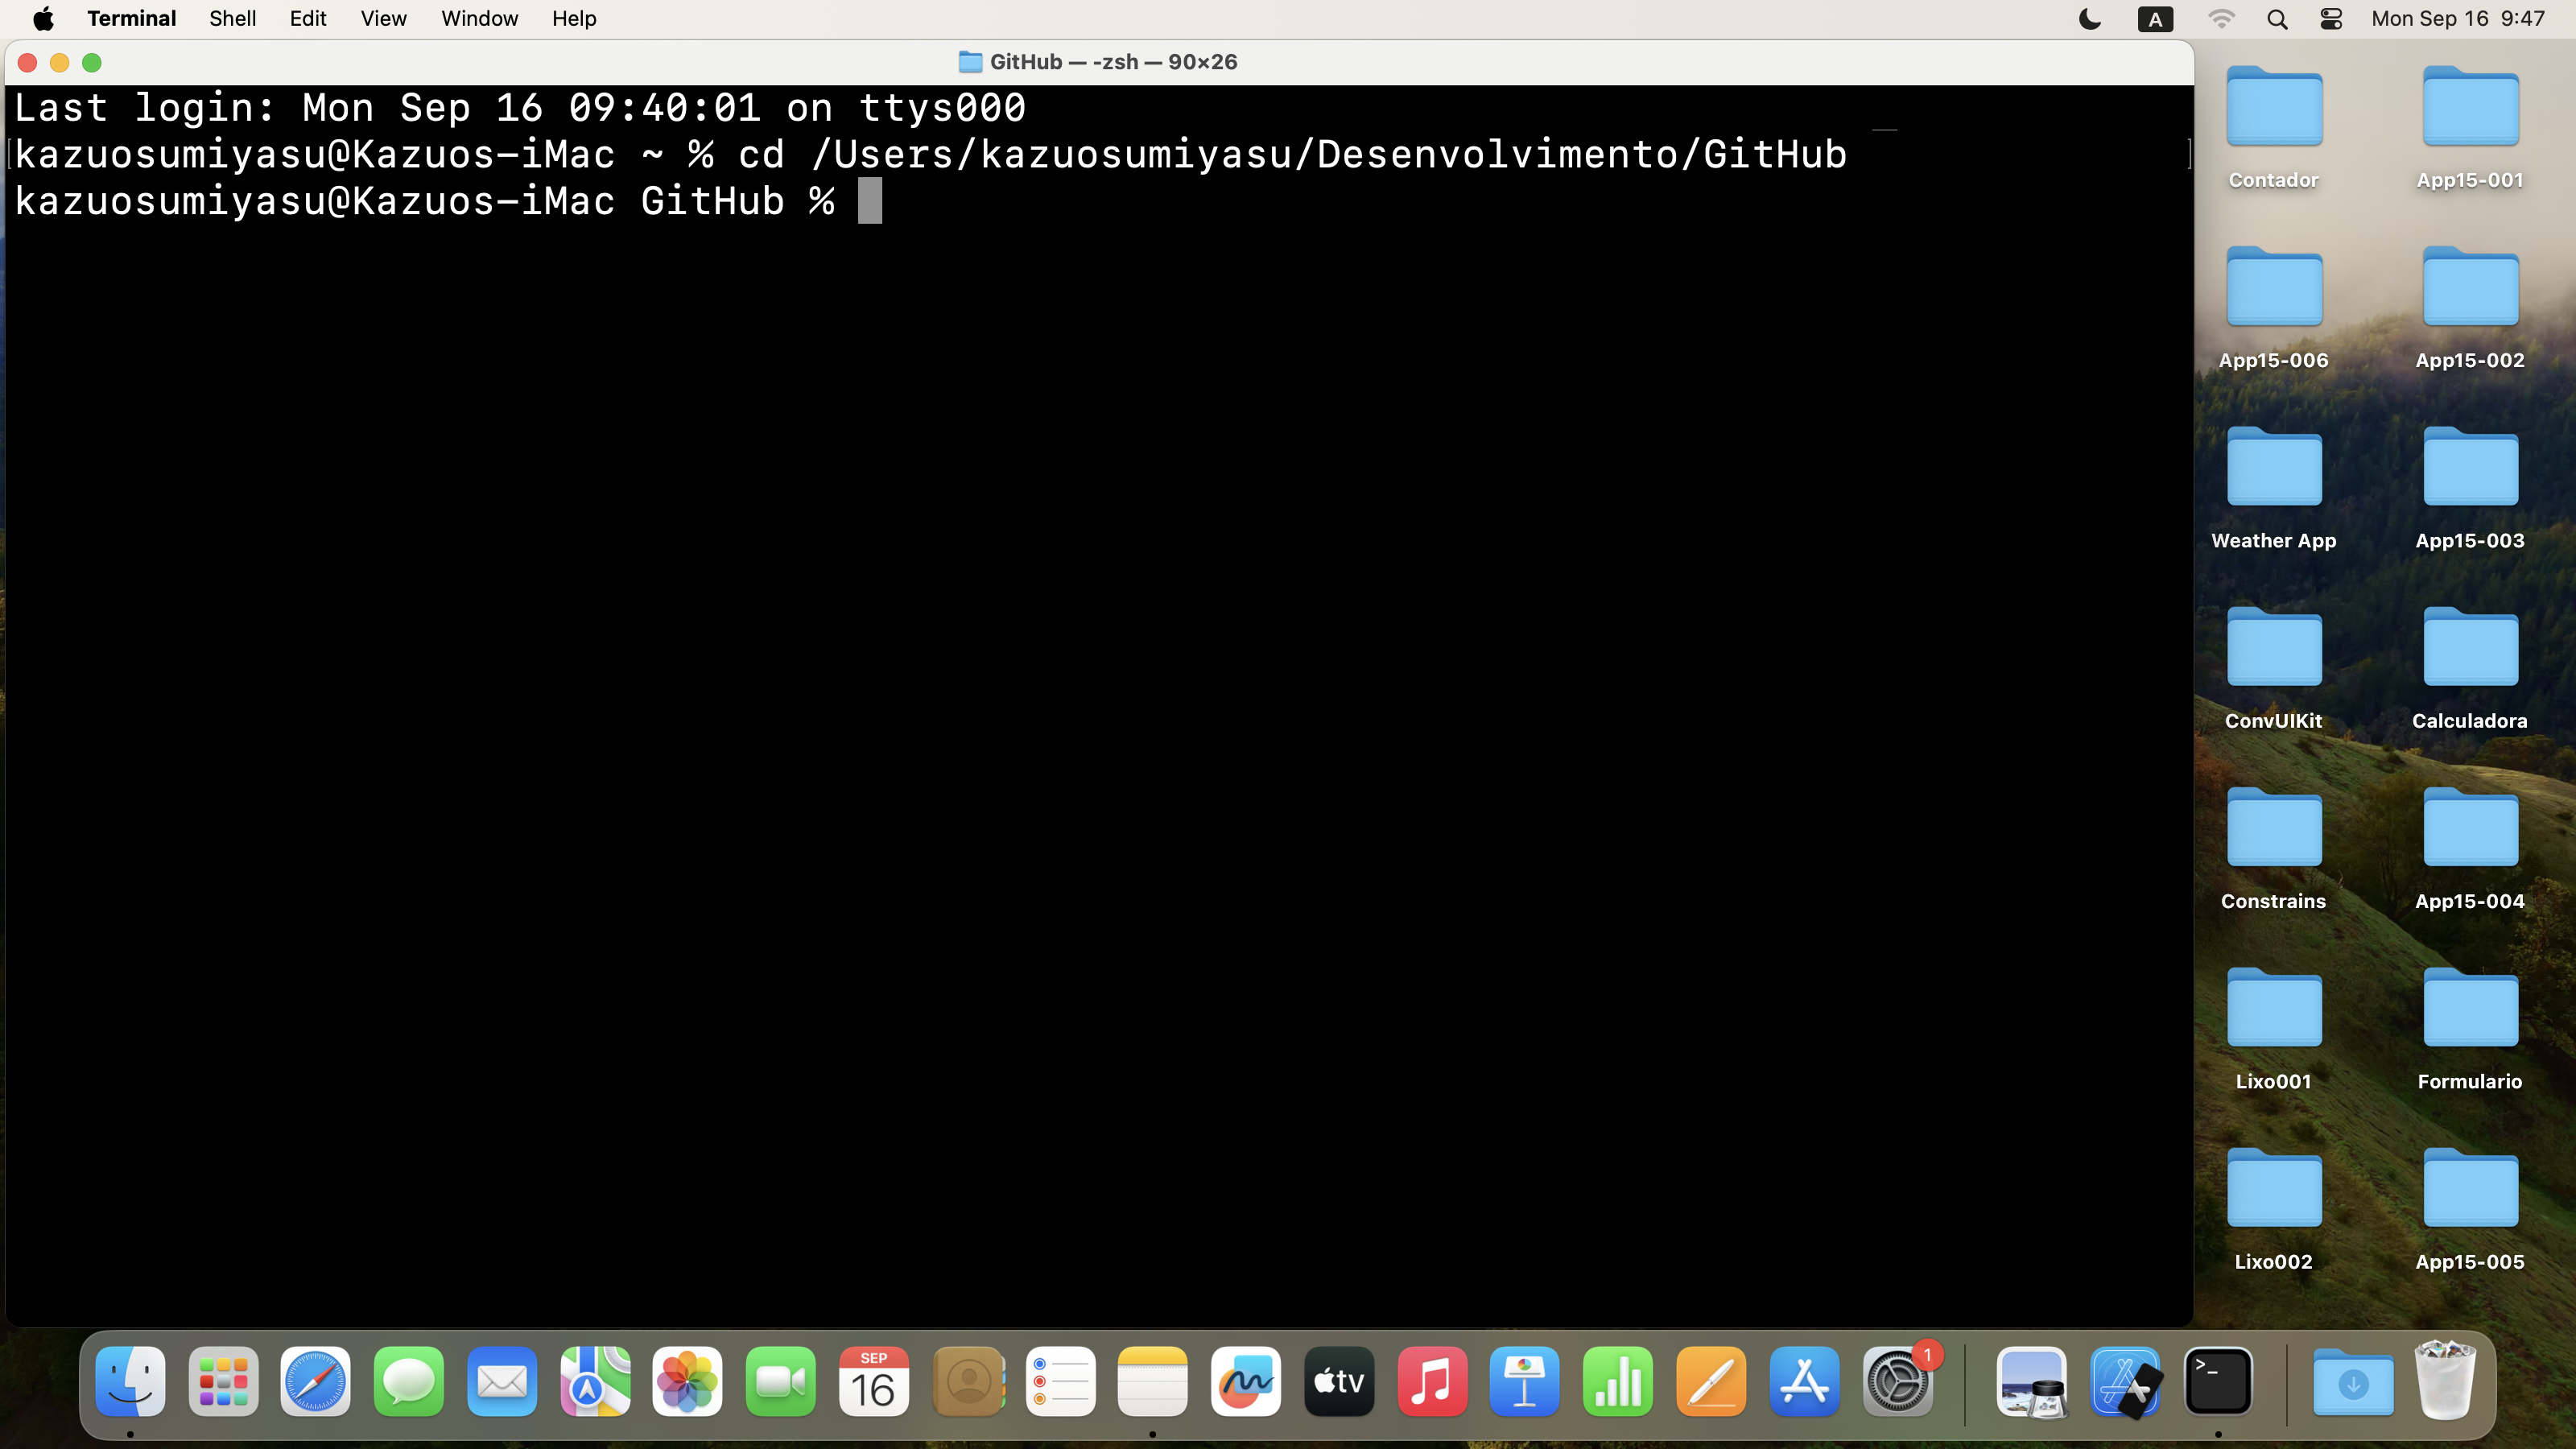 Terminal Shell Edit View Window Help A Mon Sep 16 9:47
GitHub — -zsh — 90×26
Last login: Mon Sep 16 09:40:01 on ttys000
kazuosumiyasu@Kazuos-iMac ~ % cd /Users/kazuosumiyasu/Desenvolvimento/GitHub
kazuosumiyasu@Kazuos-iMac GitHub %
Contador App15-001
App15-006 App15-002
Weather App App15-003
ConvUIKit Calculadora
Constrains App15-004
Lixo001 Formulario
Lixo002 App15-005
SEP
16
tv
1
>_